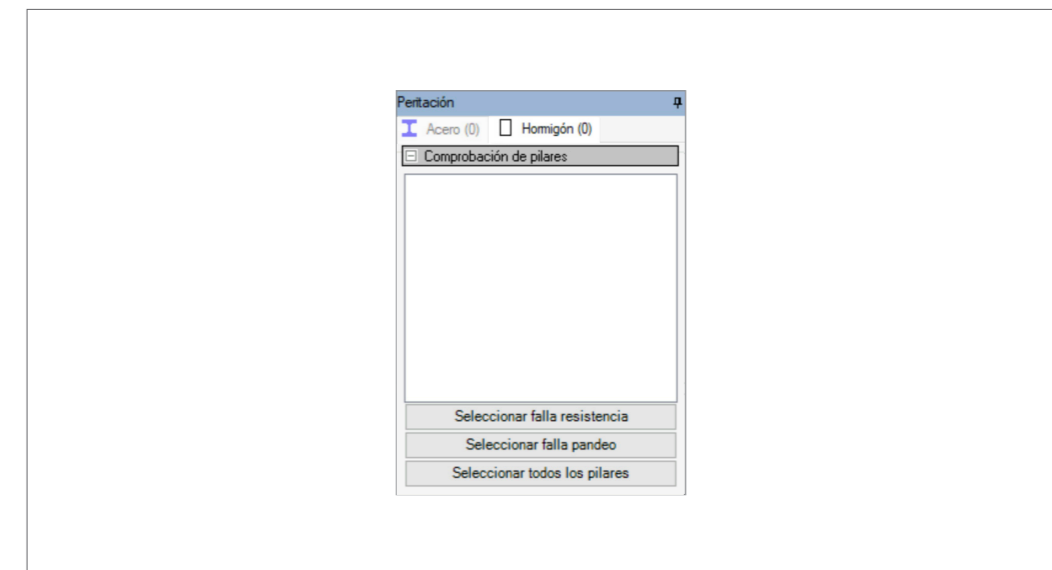 Peritación
Acero (0) Hormigón (0)
Comprobación de pilares
Seleccionar falla resistencia
Seleccionar falla pandeo
Seleccionar todos los pilares